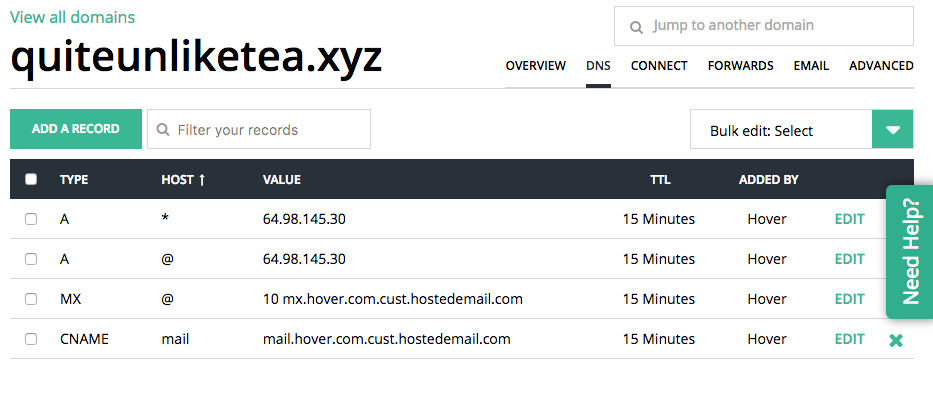 View all domains
Jump to another domain
quiteunliketea.xyz
OVERVIEW DNS CONNECT FORWARDS EMAIL ADVANCED
ADD A RECORD Filter your records Bulk edit: Select
TYPE HOST ↑ VALUE TTL ADDED BY
A * 64.98.145.30 15 Minutes Hover EDIT
A @ 64.98.145.30 15 Minutes Hover EDIT
MX @ 10 mx.hover.com.cust.hostedemail.com 15 Minutes Hover EDIT
CNAME mail mail.hover.com.cust.hostedemail.com 15 Minutes Hover EDIT
Need Help?